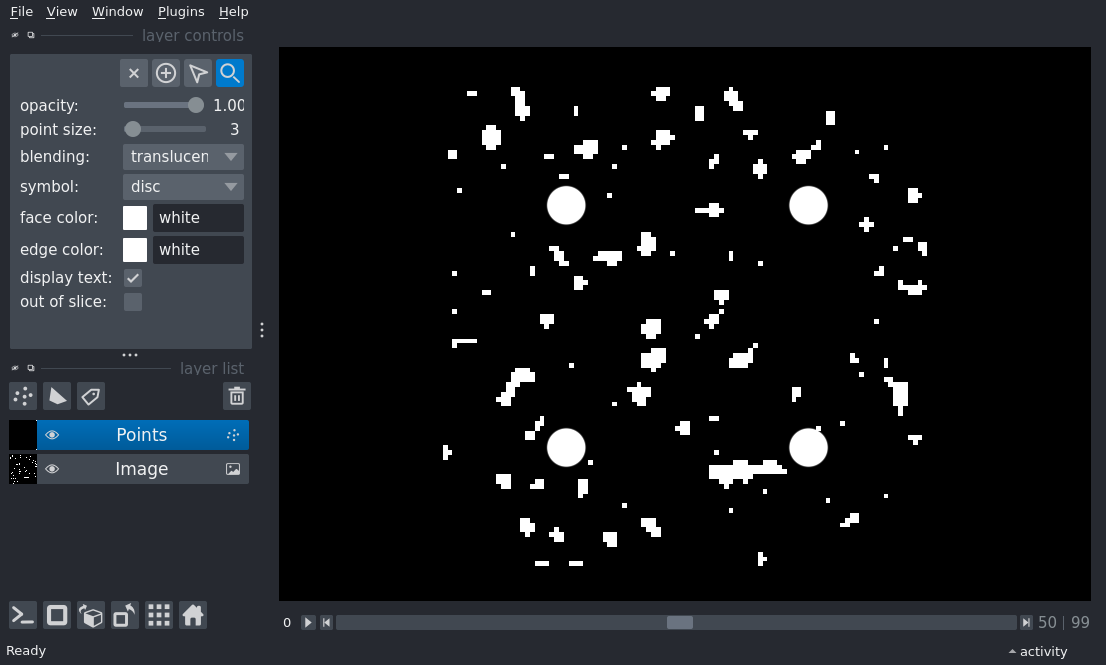 File View Window Plugins Help
layer controls
opacity: 1.00
point size: 3
blending: translucen
symbol: disc
face color: white
edge color: white
display text:
out of slice:
layer list
Points
Image
0 50 | 99
Ready activity